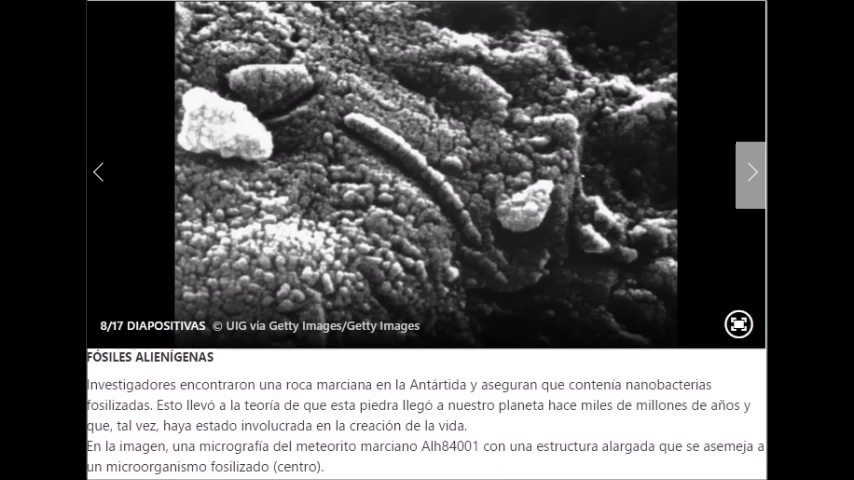 8/17 DIAPOSITIVAS © UIG via Getty Images/Getty Images
FÓSILES ALIENÍGENAS
Investigadores encontraron una roca marciana en la Antártida y aseguran que contenía nanobacterias
fosilizadas. Esto llevó a la teoría de que esta piedra llegó a nuestro planeta hace miles de millones de años y
que, tal vez, haya estado involucrada en la creación de la vida.
En la imagen, una micrografía del meteorito marciano Alh84001 con una estructura alargada que se asemeja a
un microorganismo fosilizado (centro).